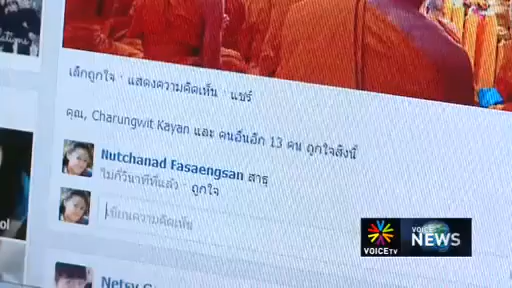 เลิกถูกใจ · แสดงความคิดเห็น · แชร์
คุณ, Charungwit Kayan และ คนอื่นอีก 13 คน ถูกใจสิ่งนี้
Nutchanad Fasaengsan สาธุ
ไม่กี่วินาทีที่แล้ว · ถูกใจ
เขียนความคิดเห็น
Netsy
ol
VOICE TV
VOICE
NEWS